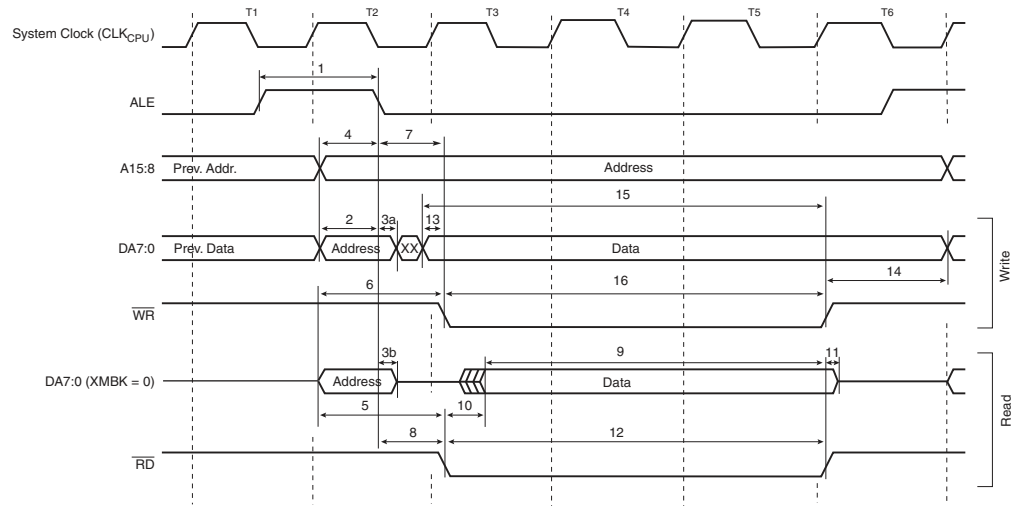 T1 T2 T3 T4 T5 T6
System Clock (CLKCPU)
1
ALE
4 7
A15:8 Prev. Addr. Address
15
2 3a 13
DA7:0 Prev. Data Address XX Data
14
6 16
WR
Write
3b 9 11
DA7:0 (XMBK = 0) Address Data
5 10
8 12
RD
Read